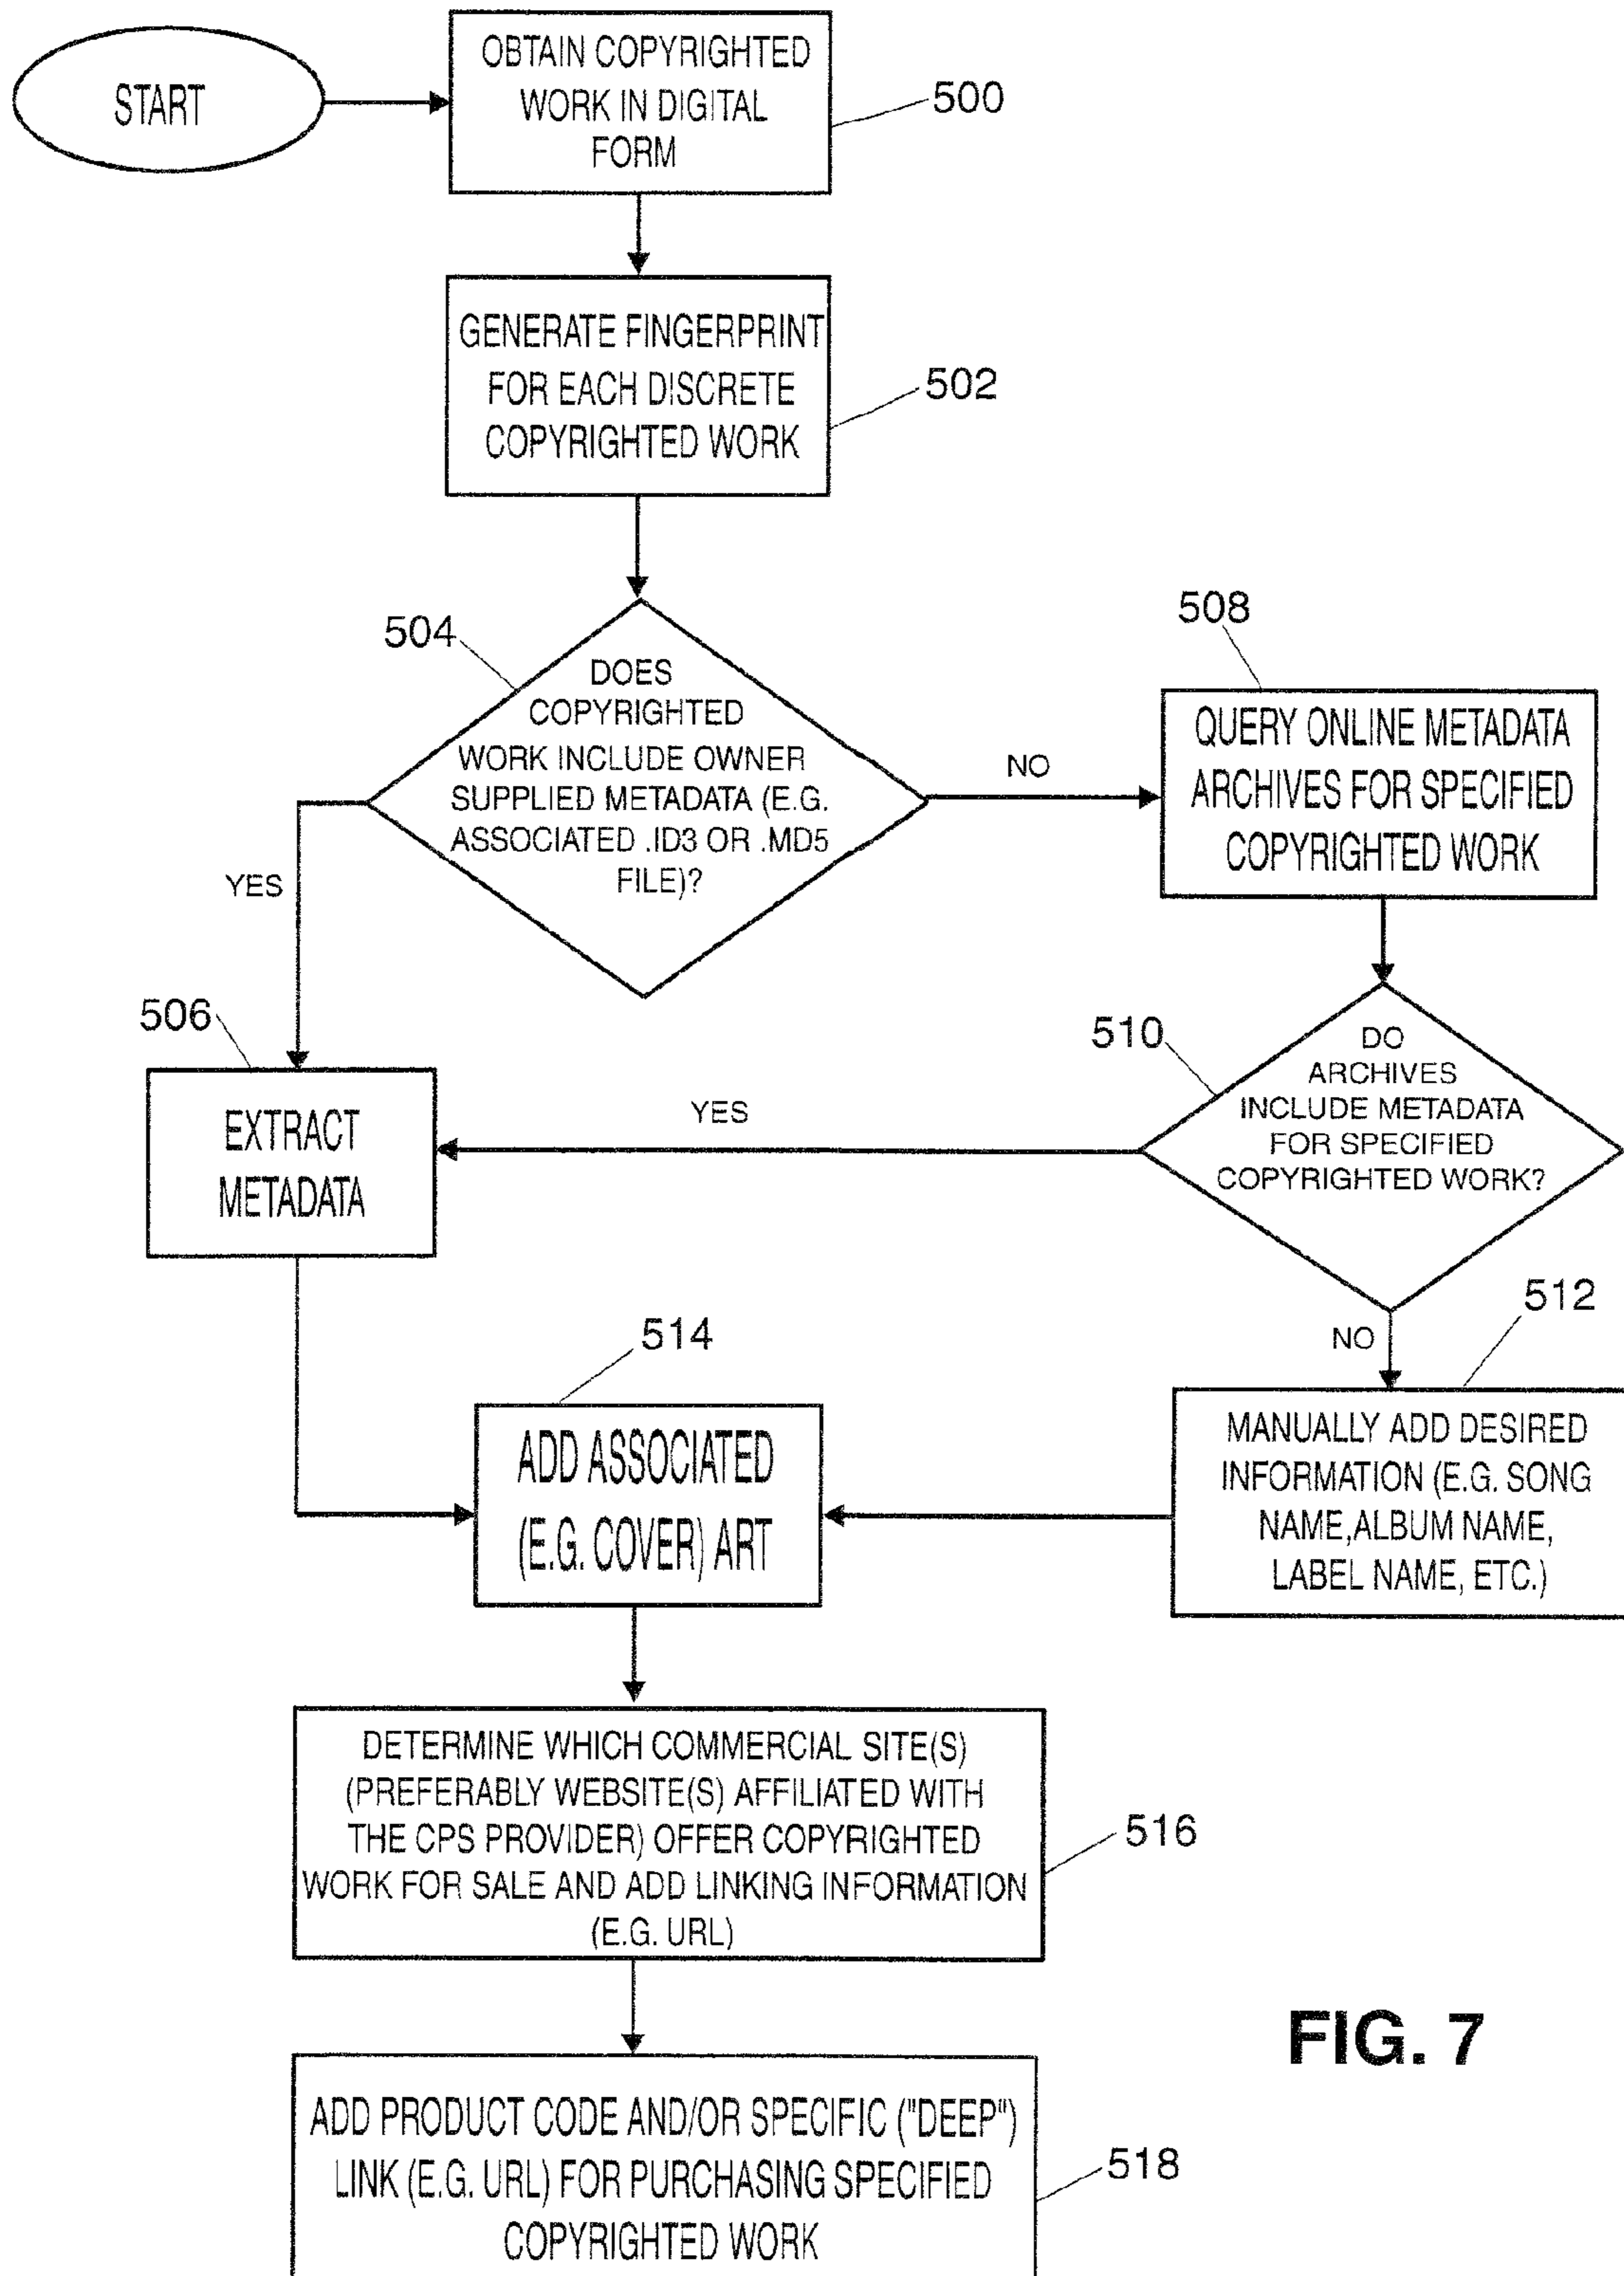 START
OBTAIN COPYRIGHTED
WORK IN DIGITAL
FORM
500
GENERATE FINGERPRINT
FOR EACH DISCRETE
COPYRIGHTED WORK
502
504
DOES
COPYRIGHTED
WORK INCLUDE OWNER
SUPPLIED METADATA (E.G.
ASSOCIATED .ID3 OR .MD5
FILE)?
NO
YES
508
QUERY ONLINE METADATA
ARCHIVES FOR SPECIFIED
COPYRIGHTED WORK
506
EXTRACT
METADATA
510
DO
ARCHIVES
INCLUDE METADATA
FOR SPECIFIED
COPYRIGHTED WORK?
YES
NO
512
MANUALLY ADD DESIRED
INFORMATION (E.G. SONG
NAME,ALBUM NAME,
LABEL NAME, ETC.)
514
ADD ASSOCIATED
(E.G. COVER) ART
DETERMINE WHICH COMMERCIAL SITE(S)
(PREFERABLY WEBSITE(S) AFFILIATED WITH
THE CPS PROVIDER) OFFER COPYRIGHTED
WORK FOR SALE AND ADD LINKING INFORMATION
(E.G. URL)
516
ADD PRODUCT CODE AND/OR SPECIFIC ("DEEP")
LINK (E.G. URL) FOR PURCHASING SPECIFIED
COPYRIGHTED WORK
518
FIG. 7